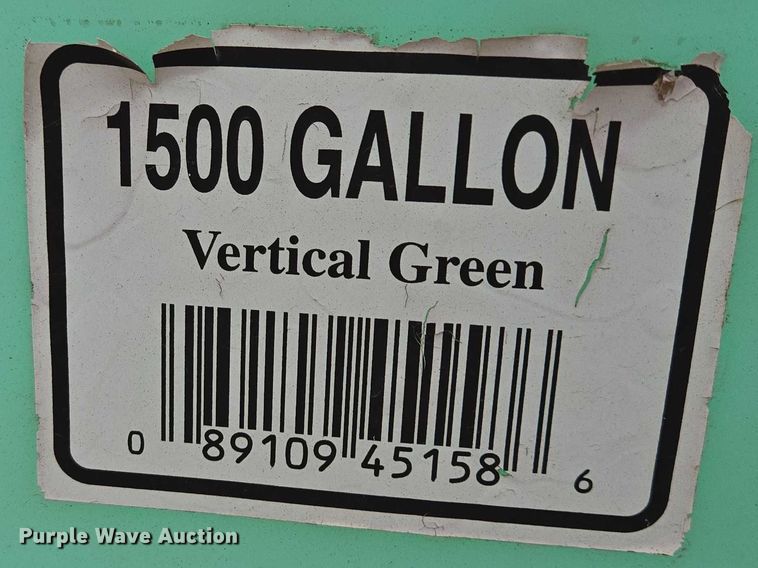 1500 GALLON
Vertical Green
0 89109 45158 6
Purple Wave Auction